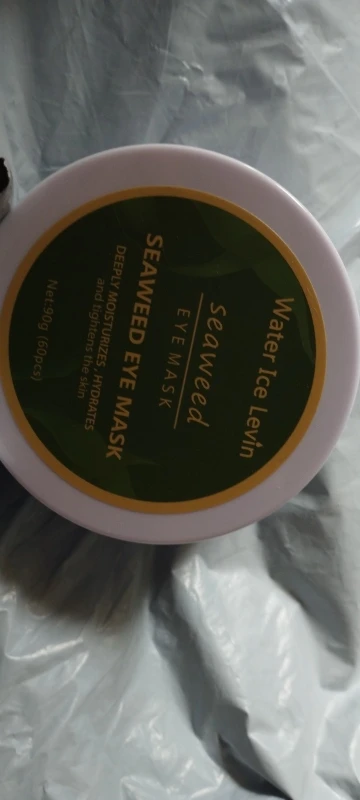 Water Ice Levin
Seaweed
EYE MASK
SEAWEED EYE MASK
DEEPLY MOISTURIZES, HYDRATES
and tightens the skin
Net:90g (60pcs)